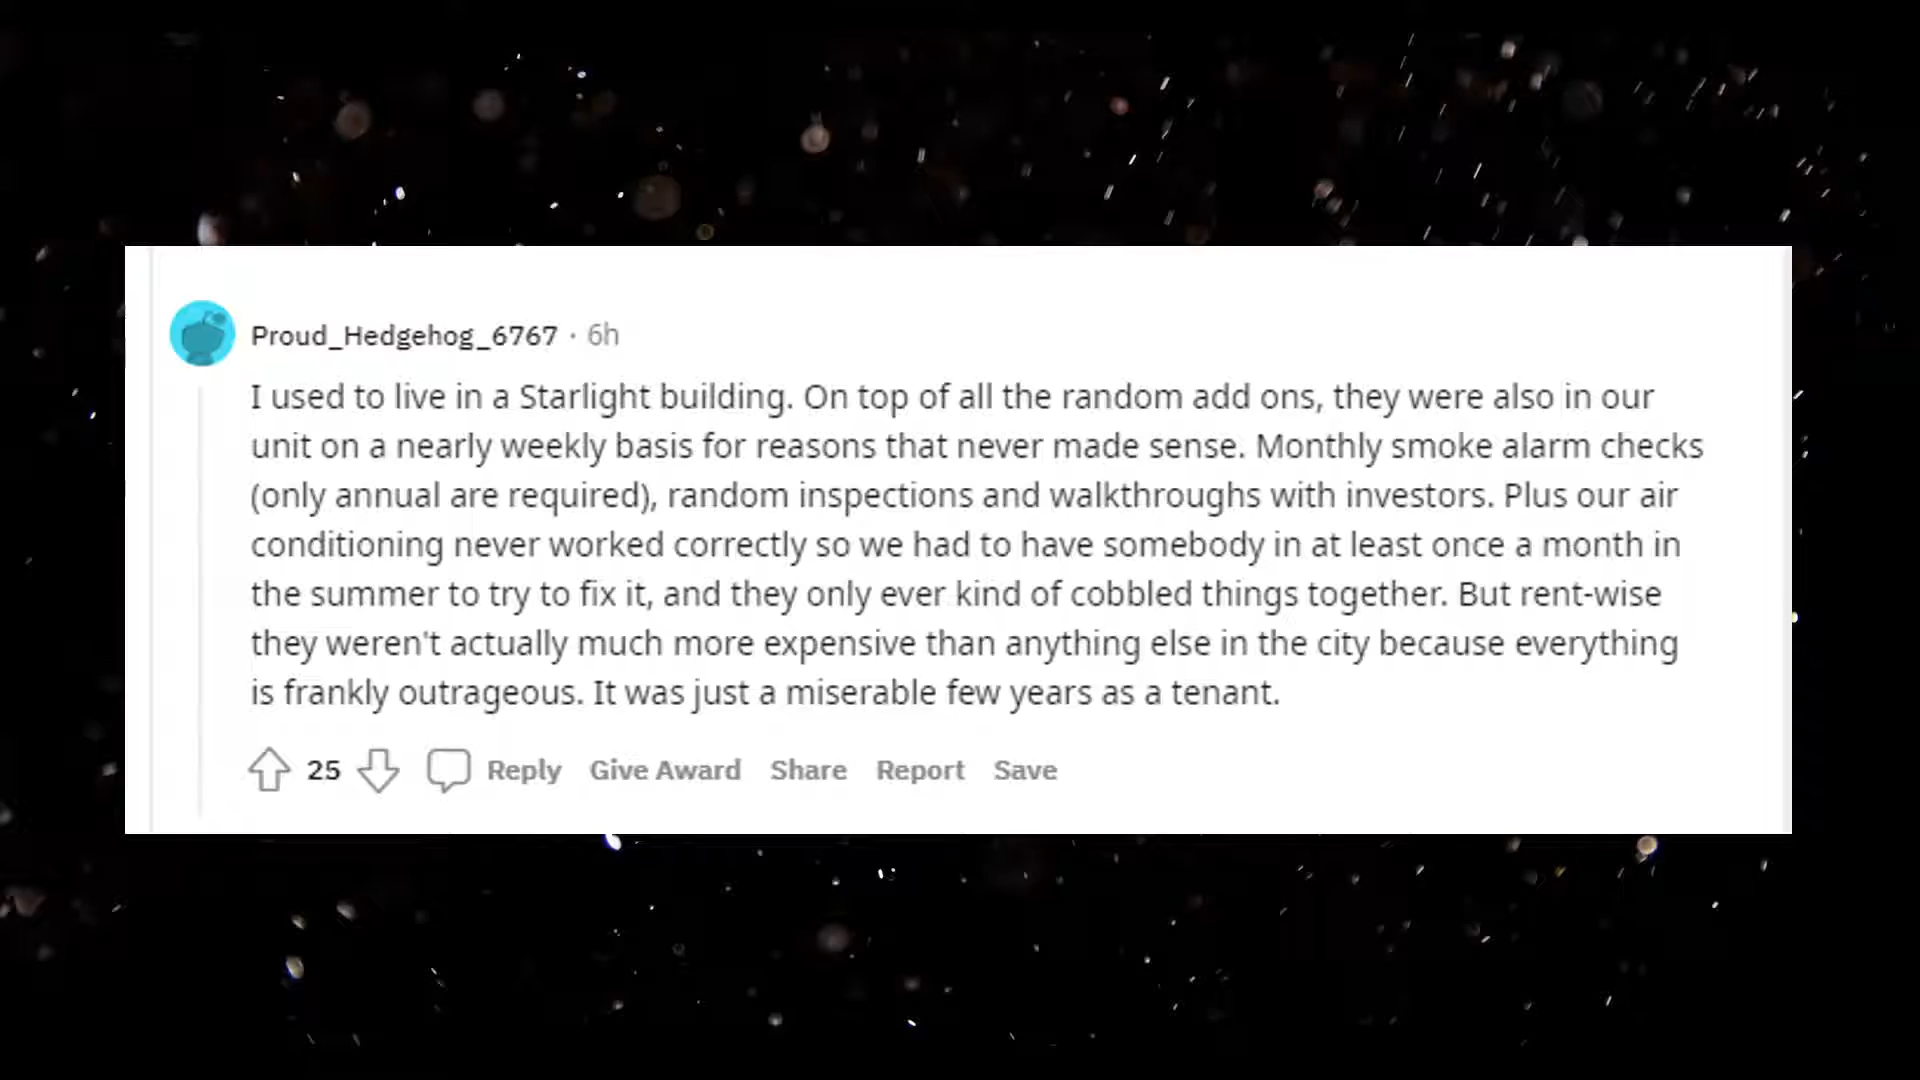 Proud_Hedgehog_6767 · 6h
I used to live in a Starlight building. On top of all the random add ons, they were also in our
unit on a nearly weekly basis for reasons that never made sense. Monthly smoke alarm checks
(only annual are required), random inspections and walkthroughs with investors. Plus our air
conditioning never worked correctly so we had to have somebody in at least once a month in
the summer to try to fix it, and they only ever kind of cobbled things together. But rent-wise
they weren't actually much more expensive than anything else in the city because everything
is frankly outrageous. It was just a miserable few years as a tenant.
25 Reply Give Award Share Report Save